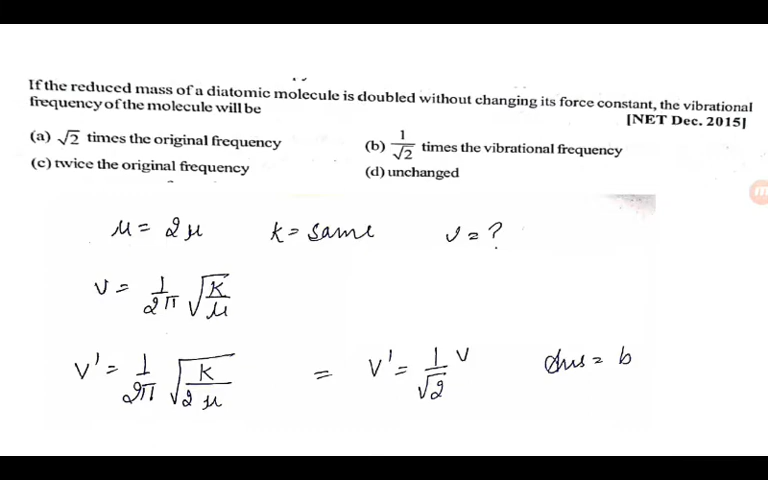 If the reduced mass of a diatomic molecule is doubled without changing its force constant, the vibrational
frequency of the molecule will be [NET Dec. 2015]
(a) √2 times the original frequency (b) 1/√2 times the vibrational frequency
(c) twice the original frequency (d) unchanged
μ = 2μ k = same ν = ?
ν = 1/2π √K/μ
ν' = 1/2π √K/2μ = ν' = 1/√2 ν Ans = b